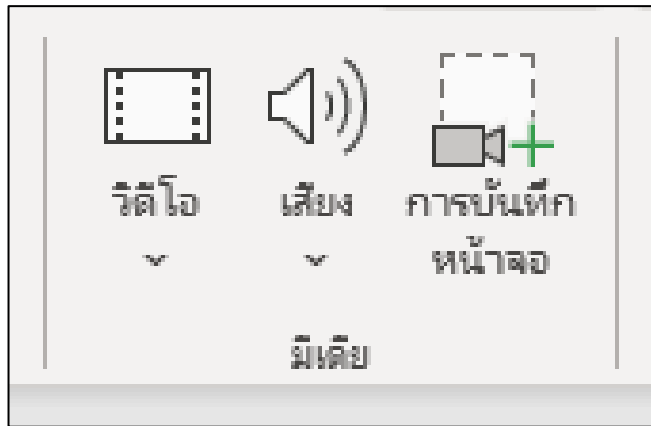 วิดีโอ
เสียง
การบันทึก
หน้าจอ
มีเดีย